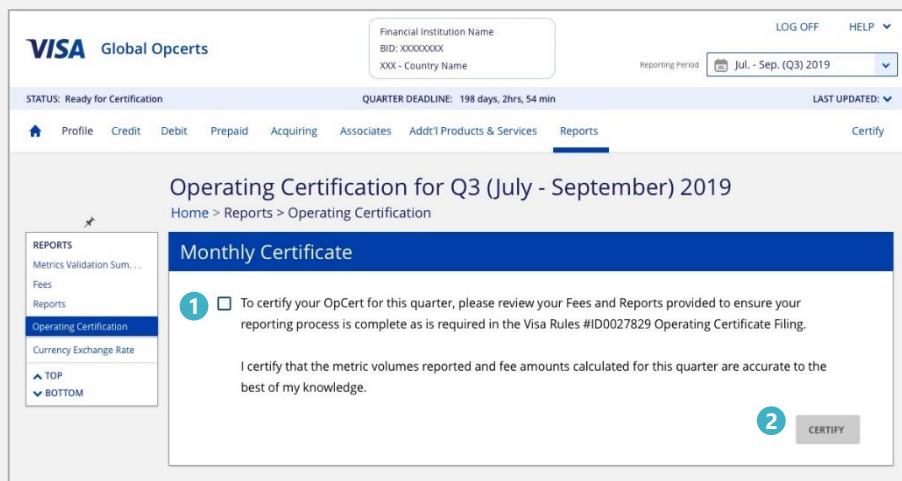 VISA Global Opcerts
Financial Institution Name
BID: XXXXXXXX
XXX - Country Name
LOG OFF HELP
Reporting Period Jul. - Sep. (Q3) 2019
STATUS: Ready for Certification QUARTER DEADLINE: 198 days, 2hrs, 54 min LAST UPDATED:
Profile Credit Debit Prepaid Acquiring Associates Addt'l Products & Services Reports Certify
Operating Certification for Q3 (July - September) 2019
Home > Reports > Operating Certification
REPORTS
Metrics Validation Sum. . .
Fees
Reports
Operating Certification
Currency Exchange Rate
TOP
BOTTOM
Monthly Certificate
1 To certify your OpCert for this quarter, please review your Fees and Reports provided to ensure your
reporting process is complete as is required in the Visa Rules #ID0027829 Operating Certificate Filing.
I certify that the metric volumes reported and fee amounts calculated for this quarter are accurate to the
best of my knowledge.
2 CERTIFY